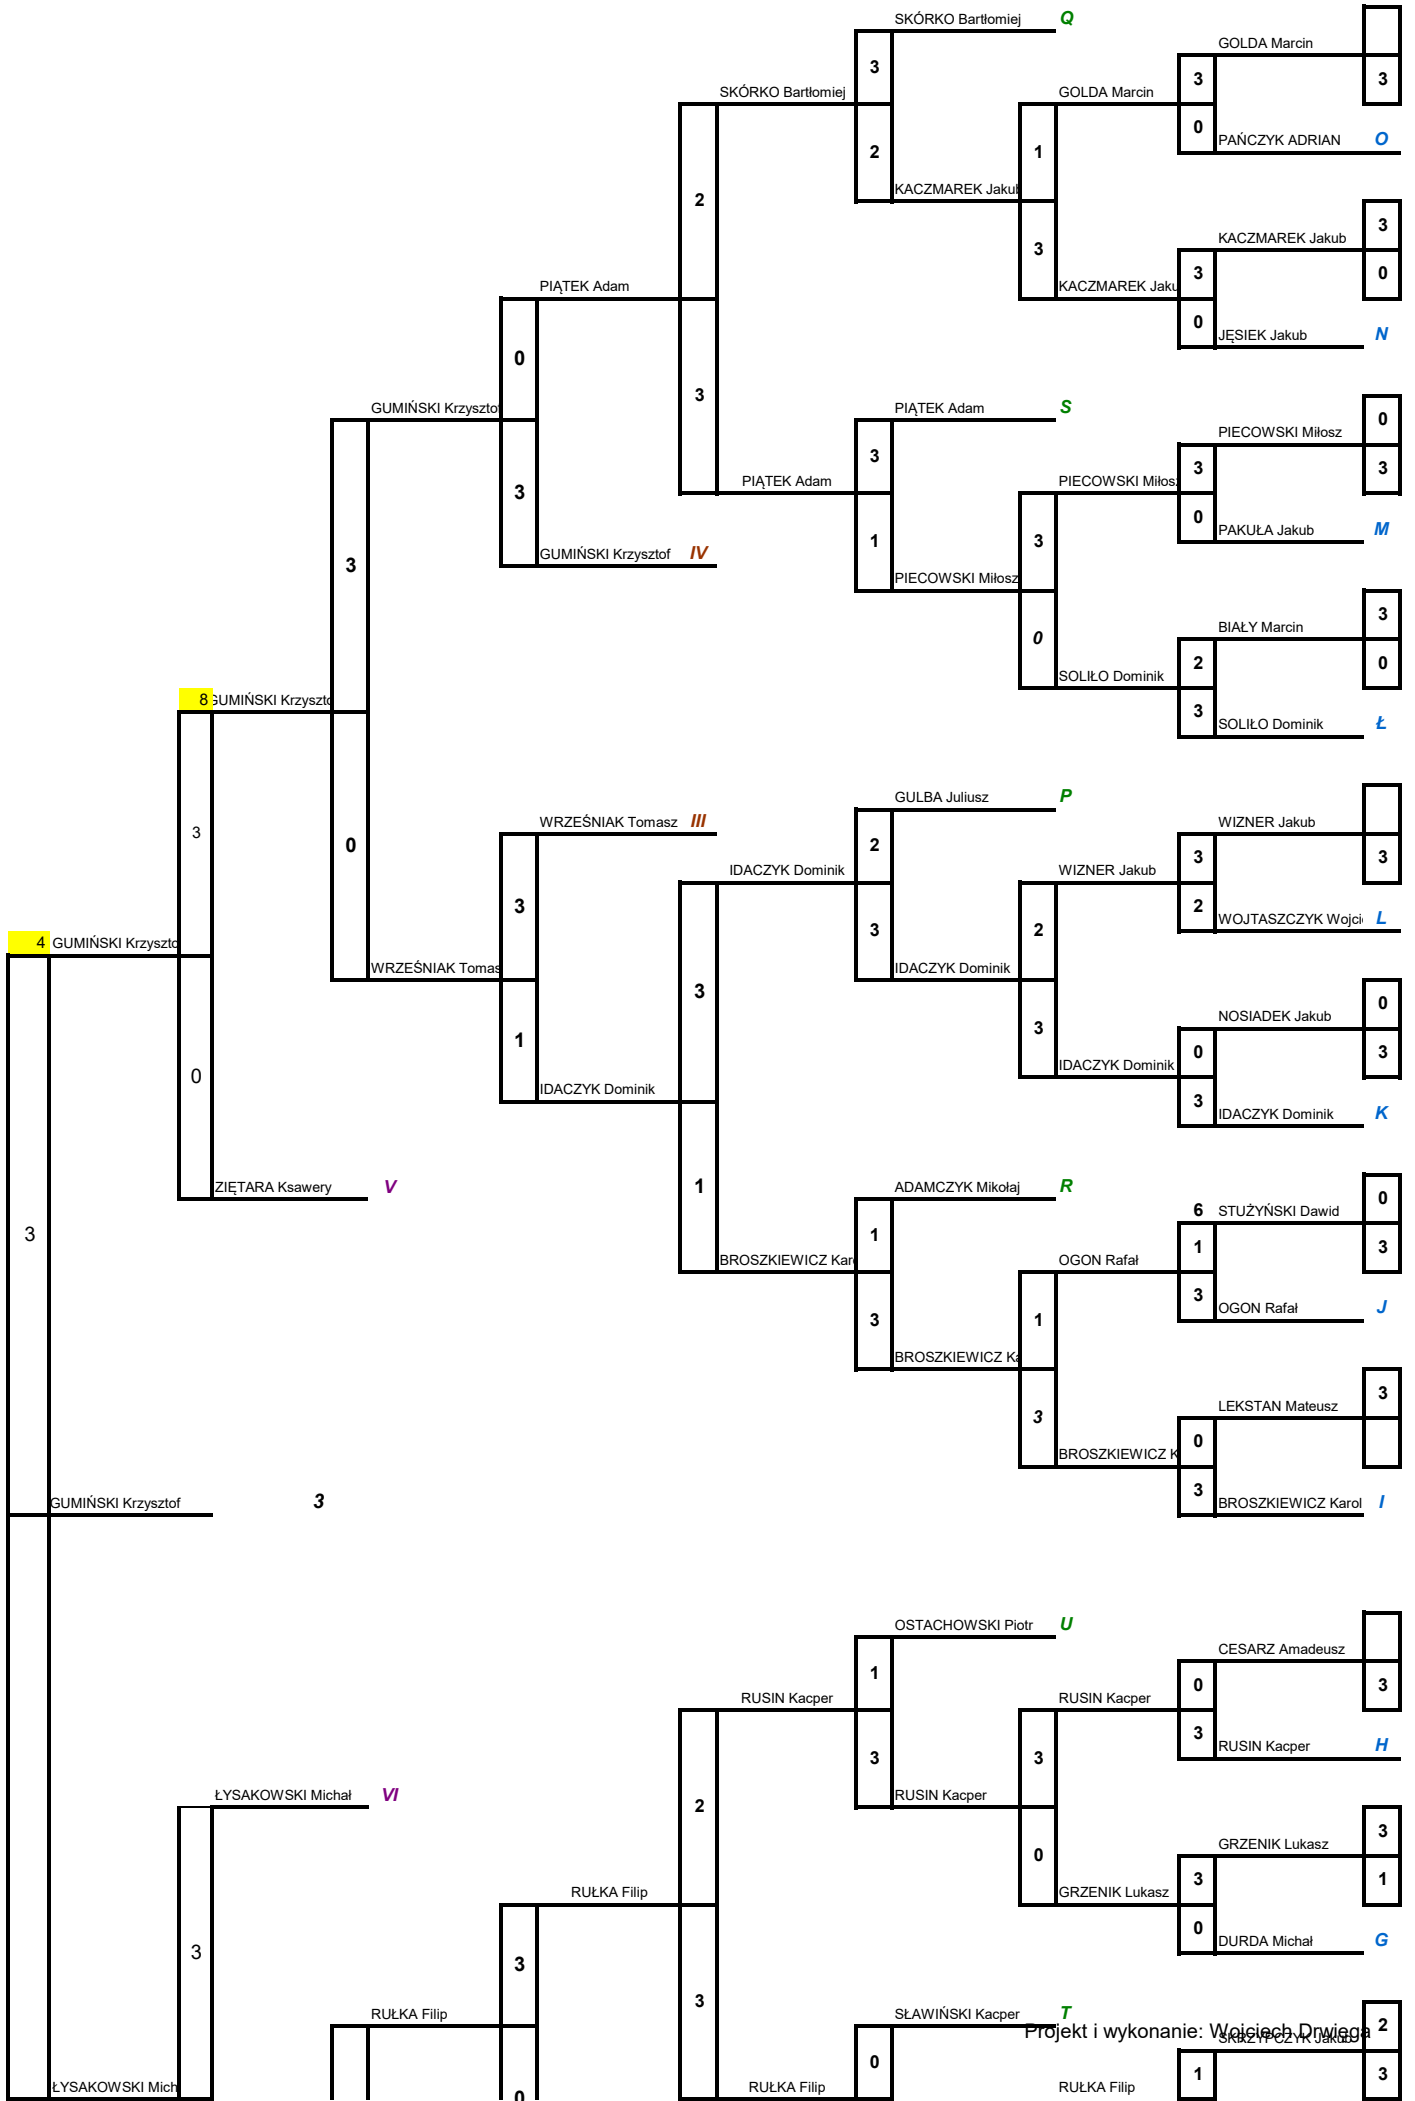 SKÓRKO Bartłomiej Q
GOLDA Marcin
3 3 3
SKÓRKO Bartłomiej GOLDA Marcin
0
PAŃCZYK ADRIAN O
2 1
KACZMAREK Jakub
2
3
KACZMAREK Jakub
3
3 0
PIĄTEK Adam KACZMAREK Jaku
0
JĘSIEK Jakub N
0
3
GUMIŃSKI Krzysztof PIĄTEK Adam S
0
PIECOWSKI Miłosz
3 3 3
PIĄTEK Adam PIECOWSKI Miłosz
3
0
PAKUŁA Jakub M
1 3
GUMIŃSKI Krzysztof IV
3
PIECOWSKI Miłosz
3
BIAŁY Marcin
0
2 0
SOLIŁO Dominik
8 GUMIŃSKI Krzyszto
3
SOLIŁO Dominik Ł
GULBA Juliusz P
WRZEŚNIAK Tomasz III
WIZNER Jakub
3
0
2
3 3
IDACZYK Dominik WIZNER Jakub
3
2
WOJTASZCZYK Wojci L
3 2
4 GUMIŃSKI Krzyszto
WRZEŚNIAK Tomas IDACZYK Dominik
3
0
NOSIADEK Jakub
3
1
0 3
0
IDACZYK Dominik
IDACZYK Dominik
3
IDACZYK Dominik K
ZIĘTARA Ksawery V
1
ADAMCZYK Mikołaj R
0
6 STUŻYŃSKI Dawid
3
1
1 3
BROSZKIEWICZ Karo OGON Rafał
3
OGON Rafał J
3 1
BROSZKIEWICZ Ka
3
LEKSTAN Mateusz
3
0
BROSZKIEWICZ K
3
GUMIŃSKI Krzysztof 3
BROSZKIEWICZ Karol I
OSTACHOWSKI Piotr U
CESARZ Amadeusz
1
0 3
RUSIN Kacper RUSIN Kacper
3
RUSIN Kacper H
3 3
ŁYSAKOWSKI Michał VI
RUSIN Kacper
2
3
GRZENIK Lukasz
0
3 1
RUŁKA Filip GRZENIK Lukasz
0
DURDA Michał G
3
3
3
RUŁKA Filip SŁAWIŃSKI Kacper T
2
Projekt i wykonanie: Wojciech Drwięga
SKRZYPCZYK Jakub
0
1 3
ŁYSAKOWSKI Mich RUŁKA Filip RUŁKA Filip
0